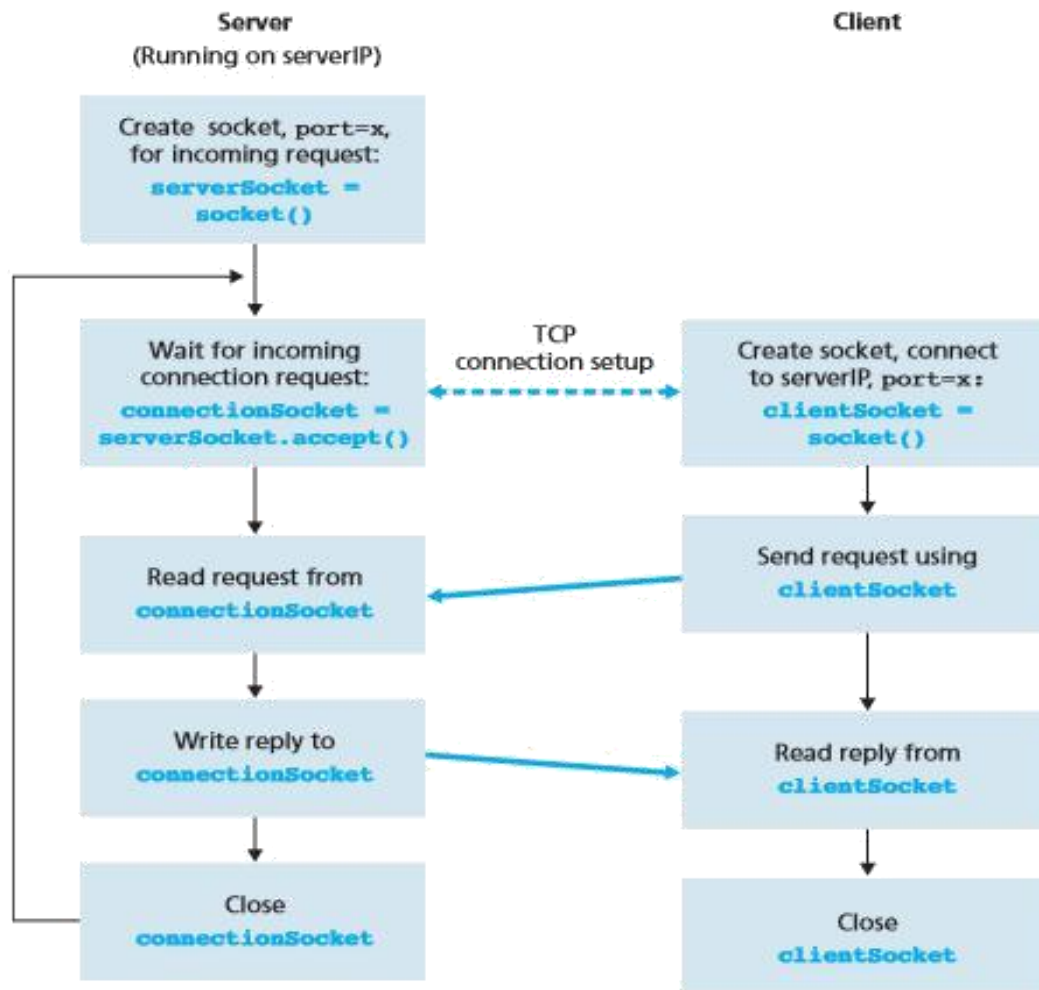 Server
(Running on serverIP)
Client
Create socket, port=x,
for incoming request:
serverSocket =
socket()
Wait for incoming
connection request:
connectionSocket =
serverSocket.accept()
TCP
connection setup
Create socket, connect
to serverIP, port=x:
clientSocket =
socket()
Read request from
connectionSocket
Send request using
clientSocket
Write reply to
connectionSocket
Read reply from
clientSocket
Close
connectionSocket
Close
clientSocket